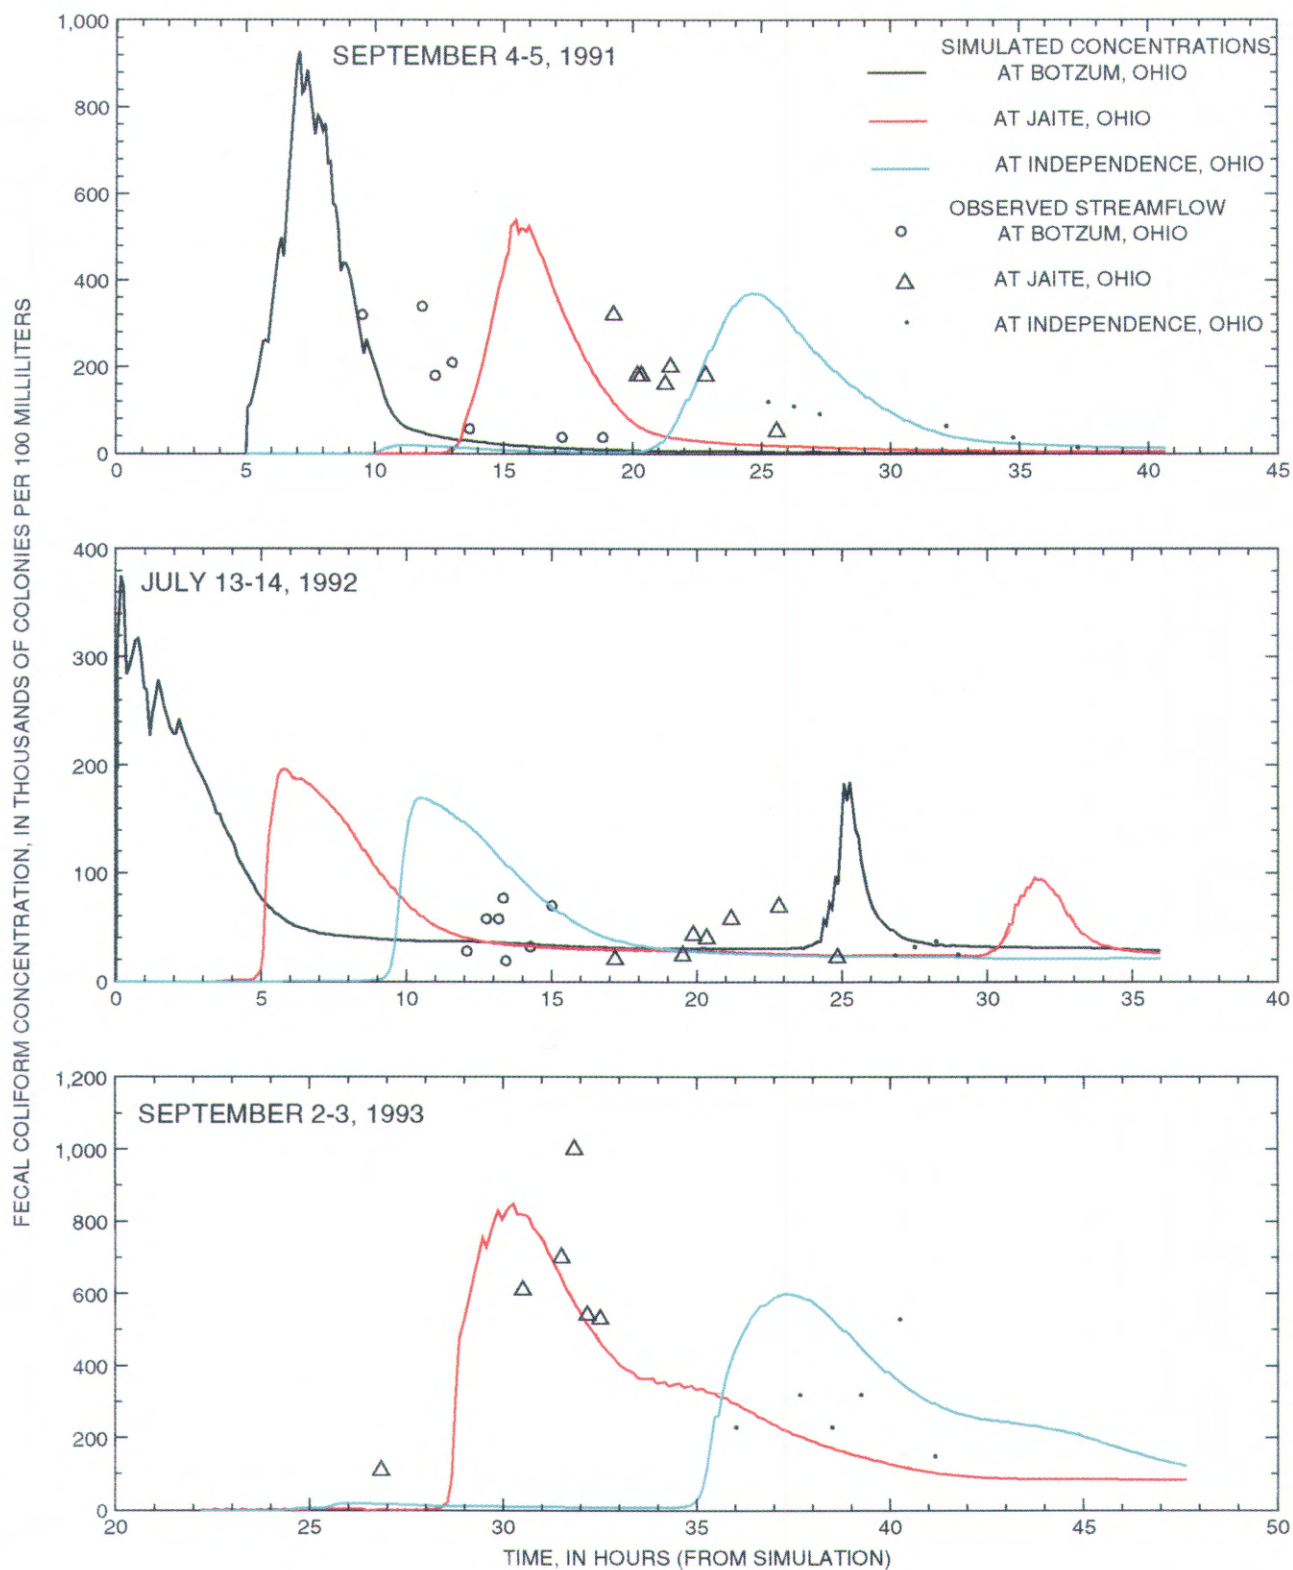 FECAL COLIFORM CONCENTRATION, IN THOUSANDS OF COLONIES PER 100 MILLILITERS
SEPTEMBER 4-5, 1991
SIMULATED CONCENTRATIONS
AT BOTZUM, OHIO
AT JAITE, OHIO
AT INDEPENDENCE, OHIO
OBSERVED STREAMFLOW
AT BOTZUM, OHIO
AT JAITE, OHIO
AT INDEPENDENCE, OHIO
1,000
800
600
400
200
0
0 5 10 15 20 25 30 35 40 45
JULY 13-14, 1992
400
300
200
100
0
0 5 10 15 20 25 30 35 40
SEPTEMBER 2-3, 1993
1,200
1,000
800
600
400
200
0
20 25 30 35 40 45 50
TIME, IN HOURS (FROM SIMULATION)